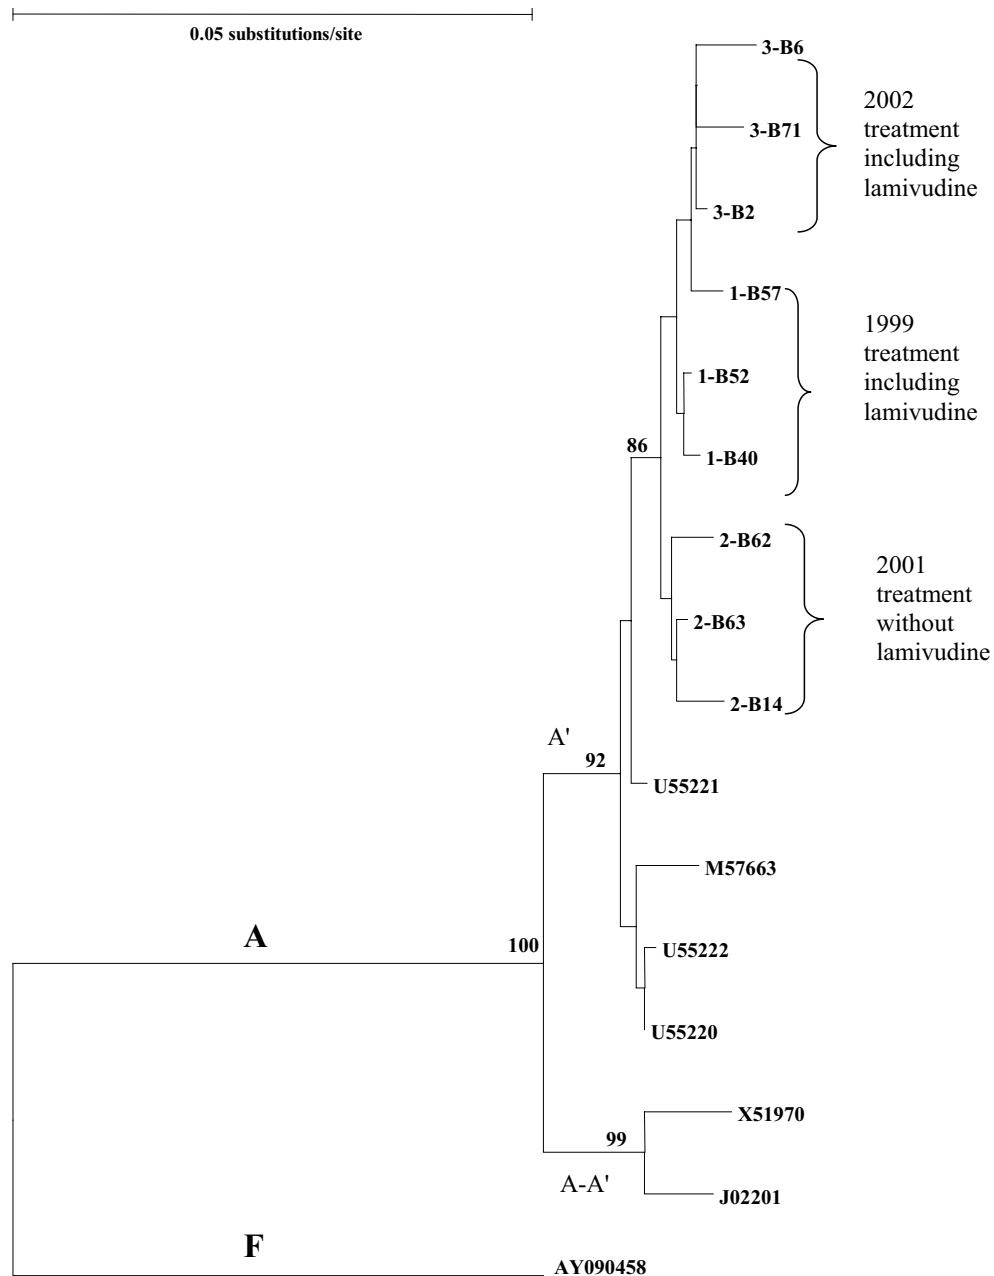 0.05 substitutions/site
3-B6
2002
treatment
including
lamivudine
3-B71
3-B2
1-B57
1999
treatment
including
lamivudine
1-B52
1-B40
86
2-B62
2001
treatment
without
lamivudine
2-B63
2-B14
A'
92
U55221
M57663
A
100
U55222
U55220
X51970
99
A-A'
J02201
F
AY090458